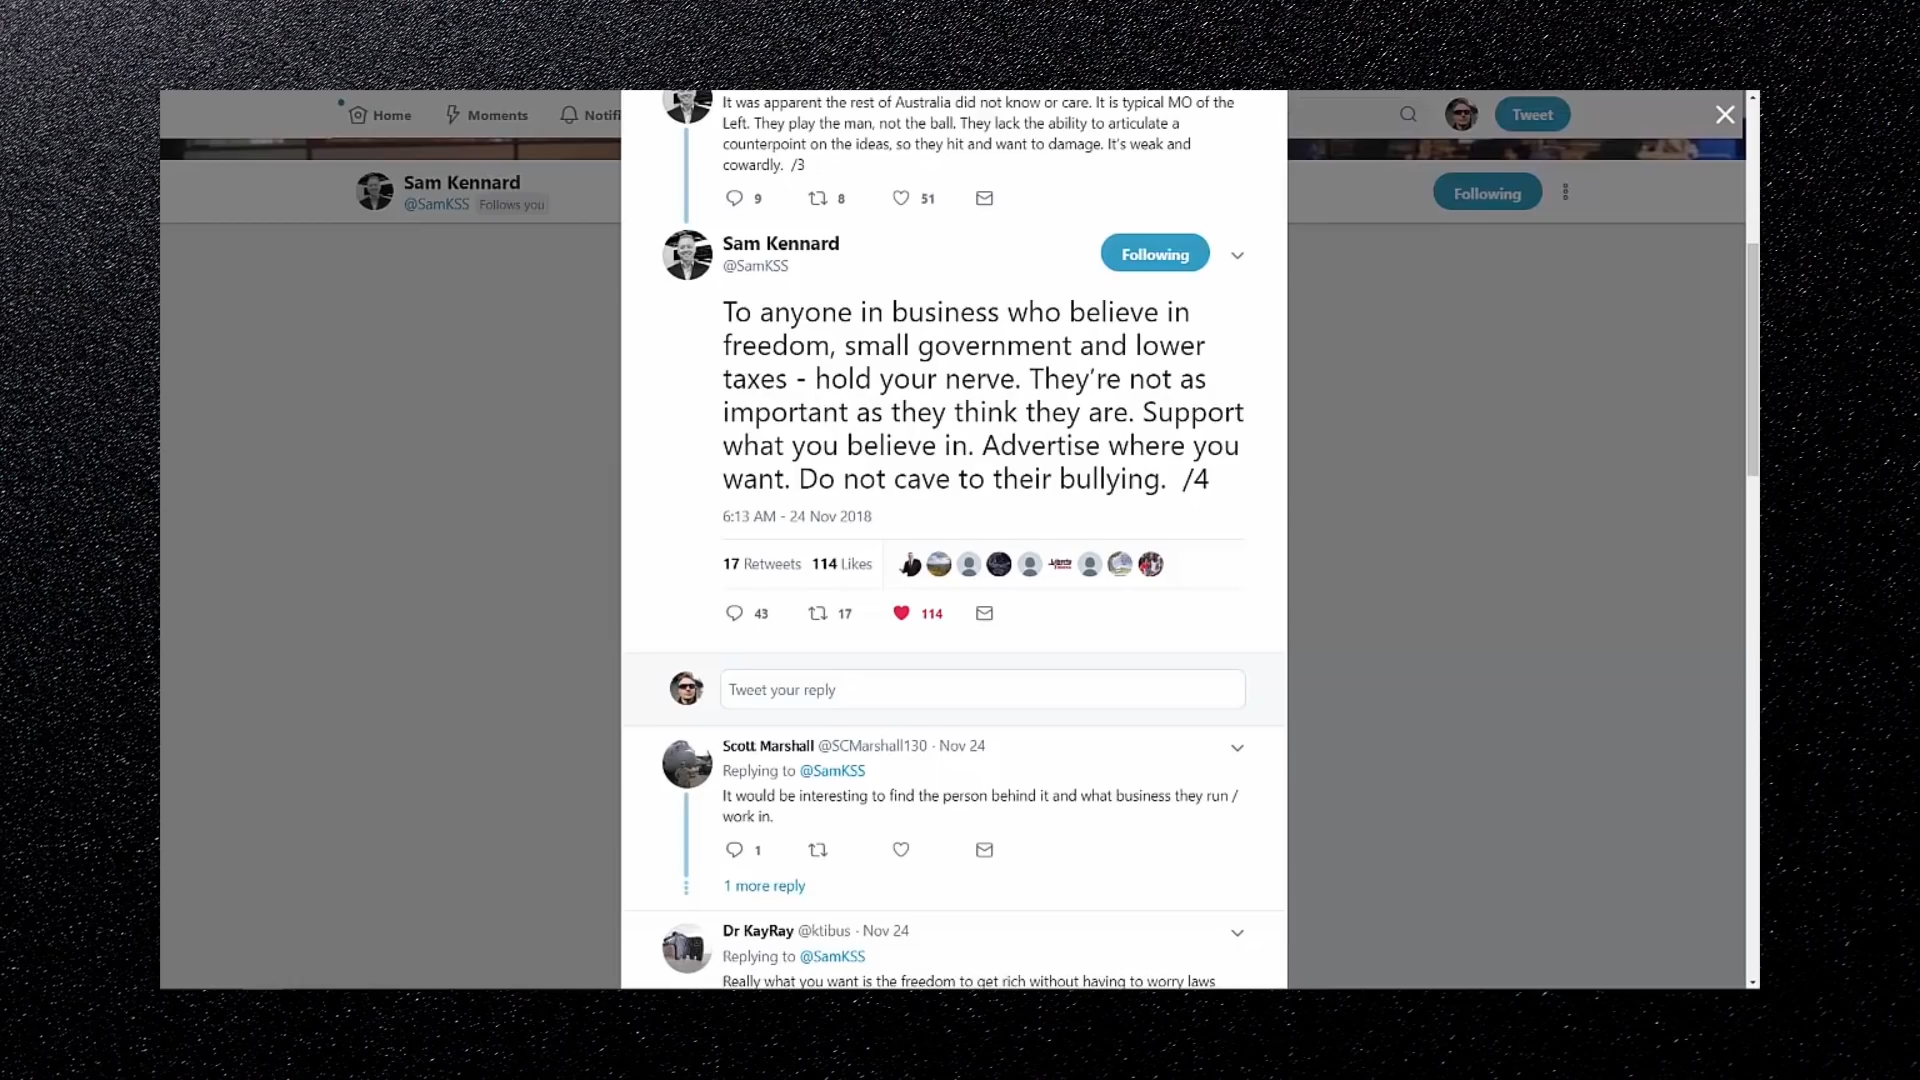 It was apparent the rest of Australia did not know or care. It is typical MO of the
Left. They play the man, not the ball. They lack the ability to articulate a
counterpoint on the ideas, so they hit and want to damage. It's weak and
cowardly. /3
9 8 51
Home Moments Notifi
Tweet
Sam Kennard
@SamKSS Follows you
Following
Sam Kennard
@SamKSS
Following
To anyone in business who believe in
freedom, small government and lower
taxes - hold your nerve. They’re not as
important as they think they are. Support
what you believe in. Advertise where you
want. Do not cave to their bullying. /4
6:13 AM - 24 Nov 2018
17 Retweets 114 Likes
43 17 114
Tweet your reply
Scott Marshall @SCMarshall130 · Nov 24
Replying to @SamKSS
It would be interesting to find the person behind it and what business they run /
work in.
1
1 more reply
Dr KayRay @ktibus · Nov 24
Replying to @SamKSS
Really what you want is the freedom to get rich without having to worry laws